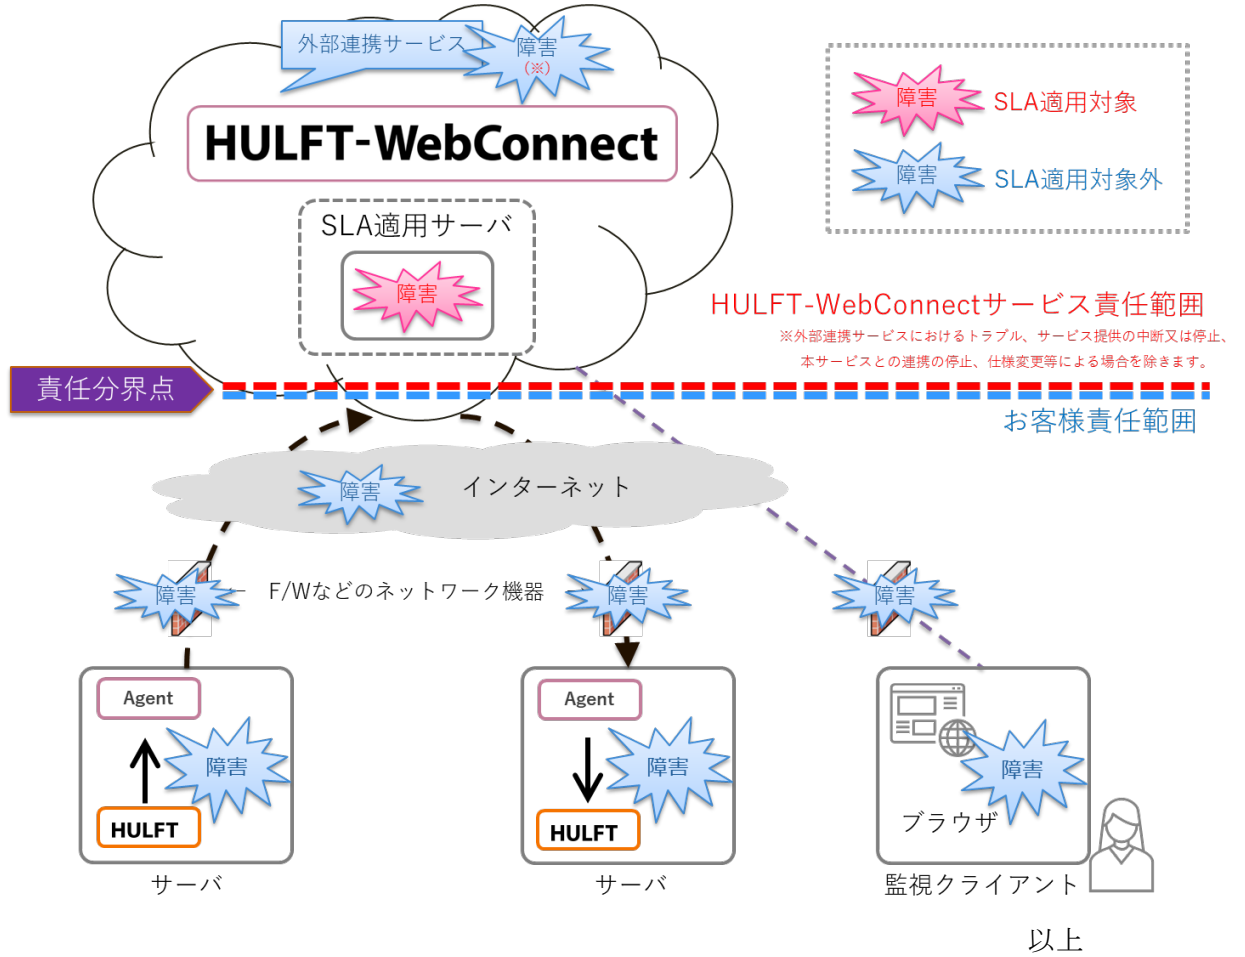 外部連携サービス
障害
(※)
HULFT-WebConnect
障害
SLA適用対象
障害
SLA適用対象外
SLA適用サーバ
障害
HULFT-WebConnectサービス責任範囲
※外部連携サービスにおけるトラブル、サービス提供の中断又は停止、
本サービスとの連携の停止、仕様変更等による場合を除きます。
責任分界点
お客様責任範囲
障害
インターネット
障害
F/Wなどのネットワーク機器
障害
障害
Agent
障害
HULFT
サーバ
Agent
障害
HULFT
サーバ
障害
ブラウザ
監視クライアント
以上